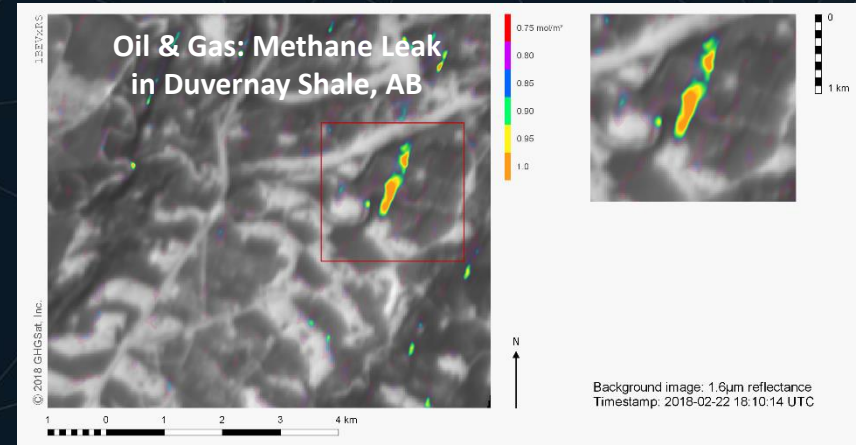 1BEVzRS
Oil & Gas: Methane Leak
in Duvernay Shale, AB
0.75 mol/m²
0.80
0.85
0.90
0.95
1.0
0
1 km
N
© 2018 GHGSat, Inc.
1 0 1 2 3 4 km
Background image: 1.6µm reflectance
Timestamp: 2018-02-22 18:10:14 UTC